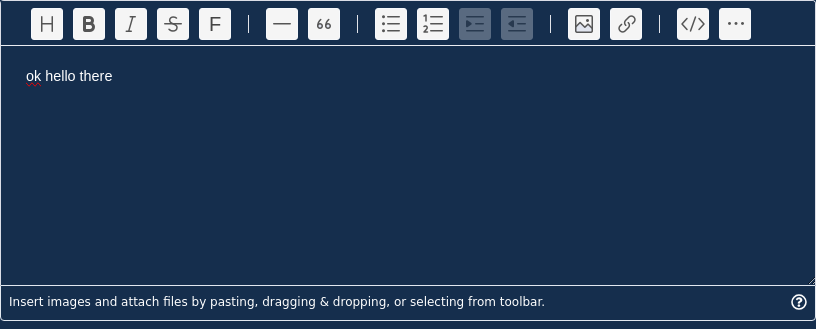 H B I S F 66
ok hello there
Insert images and attach files by pasting, dragging & dropping, or selecting from toolbar.